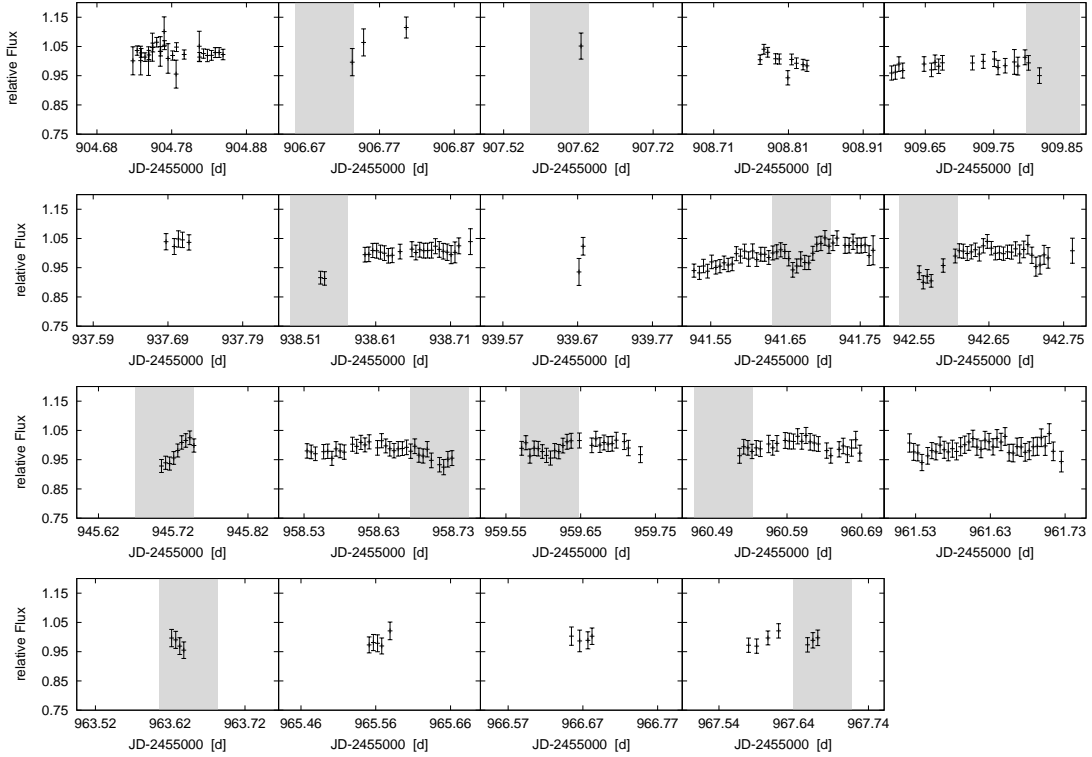 relative Flux
1.15
1.05
0.95
0.85
0.75
904.68 904.78 904.88 906.67 906.77 906.87 907.52 907.62 907.72 908.71 908.81 908.91 909.65 909.75 909.85
JD-2455000 [d] JD-2455000 [d] JD-2455000 [d] JD-2455000 [d] JD-2455000 [d]
relative Flux
1.15
1.05
0.95
0.85
0.75
937.59 937.69 937.79 938.51 938.61 938.71 939.57 939.67 939.77 941.55 941.65 941.75 942.55 942.65 942.75
JD-2455000 [d] JD-2455000 [d] JD-2455000 [d] JD-2455000 [d] JD-2455000 [d]
relative Flux
1.15
1.05
0.95
0.85
0.75
945.62 945.72 945.82 958.53 958.63 958.73 959.55 959.65 959.75 960.49 960.59 960.69 961.53 961.63 961.73
JD-2455000 [d] JD-2455000 [d] JD-2455000 [d] JD-2455000 [d] JD-2455000 [d]
relative Flux
1.15
1.05
0.95
0.85
0.75
963.52 963.62 963.72 965.46 965.56 965.66 966.57 966.67 966.77 967.54 967.64 967.74
JD-2455000 [d] JD-2455000 [d] JD-2455000 [d] JD-2455000 [d]